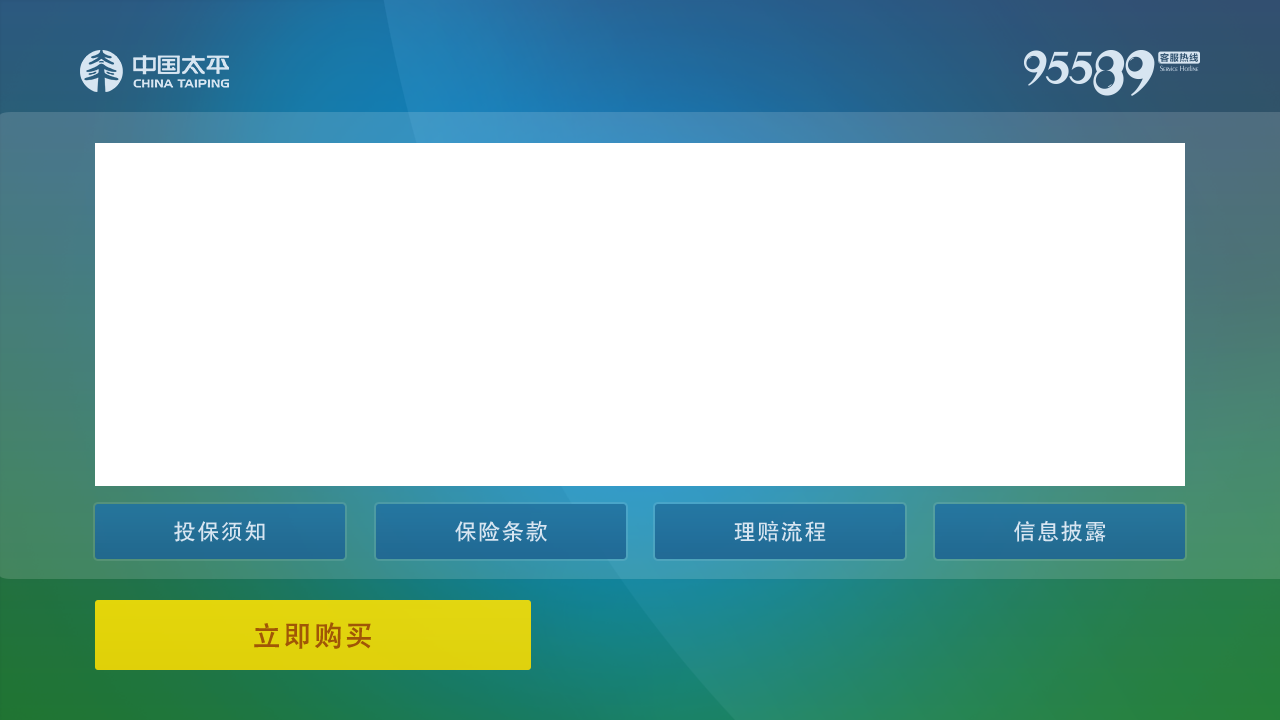 中国太平
CHINA TAIPING
95589
客服热线
Service Hotline
投保须知
保险条款
理赔流程
信息披露
立即购买